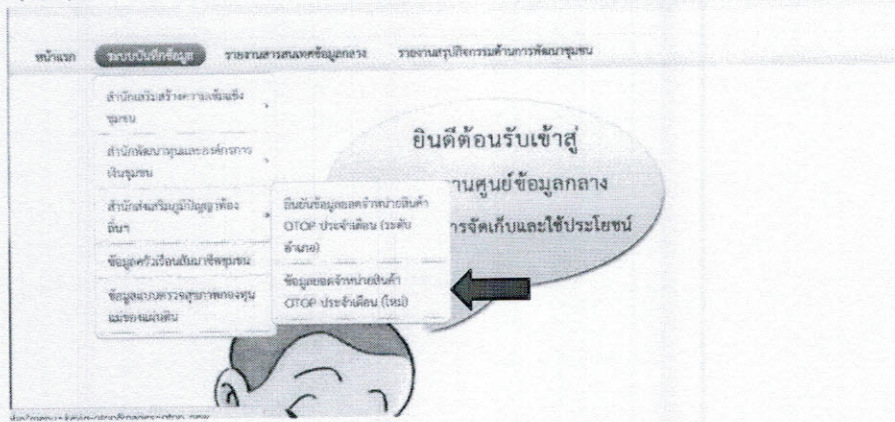 หน้าแรก ระบบบันทึกข้อมูล รายงานสารสนเทศข้อมูลกลาง รายงานสรุปกิจกรรมด้านการพัฒนาชุมชน
สำนักเสริมสร้างความเข้มแข็ง
ชุมชน
สำนักพัฒนาทุนและองค์กรการ
เงินชุมชน
สำนักส่งเสริมภูมิปัญญาท้อง
ถิ่นฯ
ข้อมูลครัวเรือนสัมมาชีพชุมชน
ข้อมูลแบบตรวจสุขภาพกองทุน
แม่ของแผ่นดิน
ยืนยันข้อมูลยอดจำหน่ายสินค้า
OTOP ประจำเดือน (ระดับ
อำเภอ)
ข้อมูลยอดจำหน่ายสินค้า
OTOP ประจำเดือน (ใหม่)
ยินดีต้อนรับเข้าสู่
านศูนย์ข้อมูลกลาง
ารจัดเก็บและใช้ประโยชน์